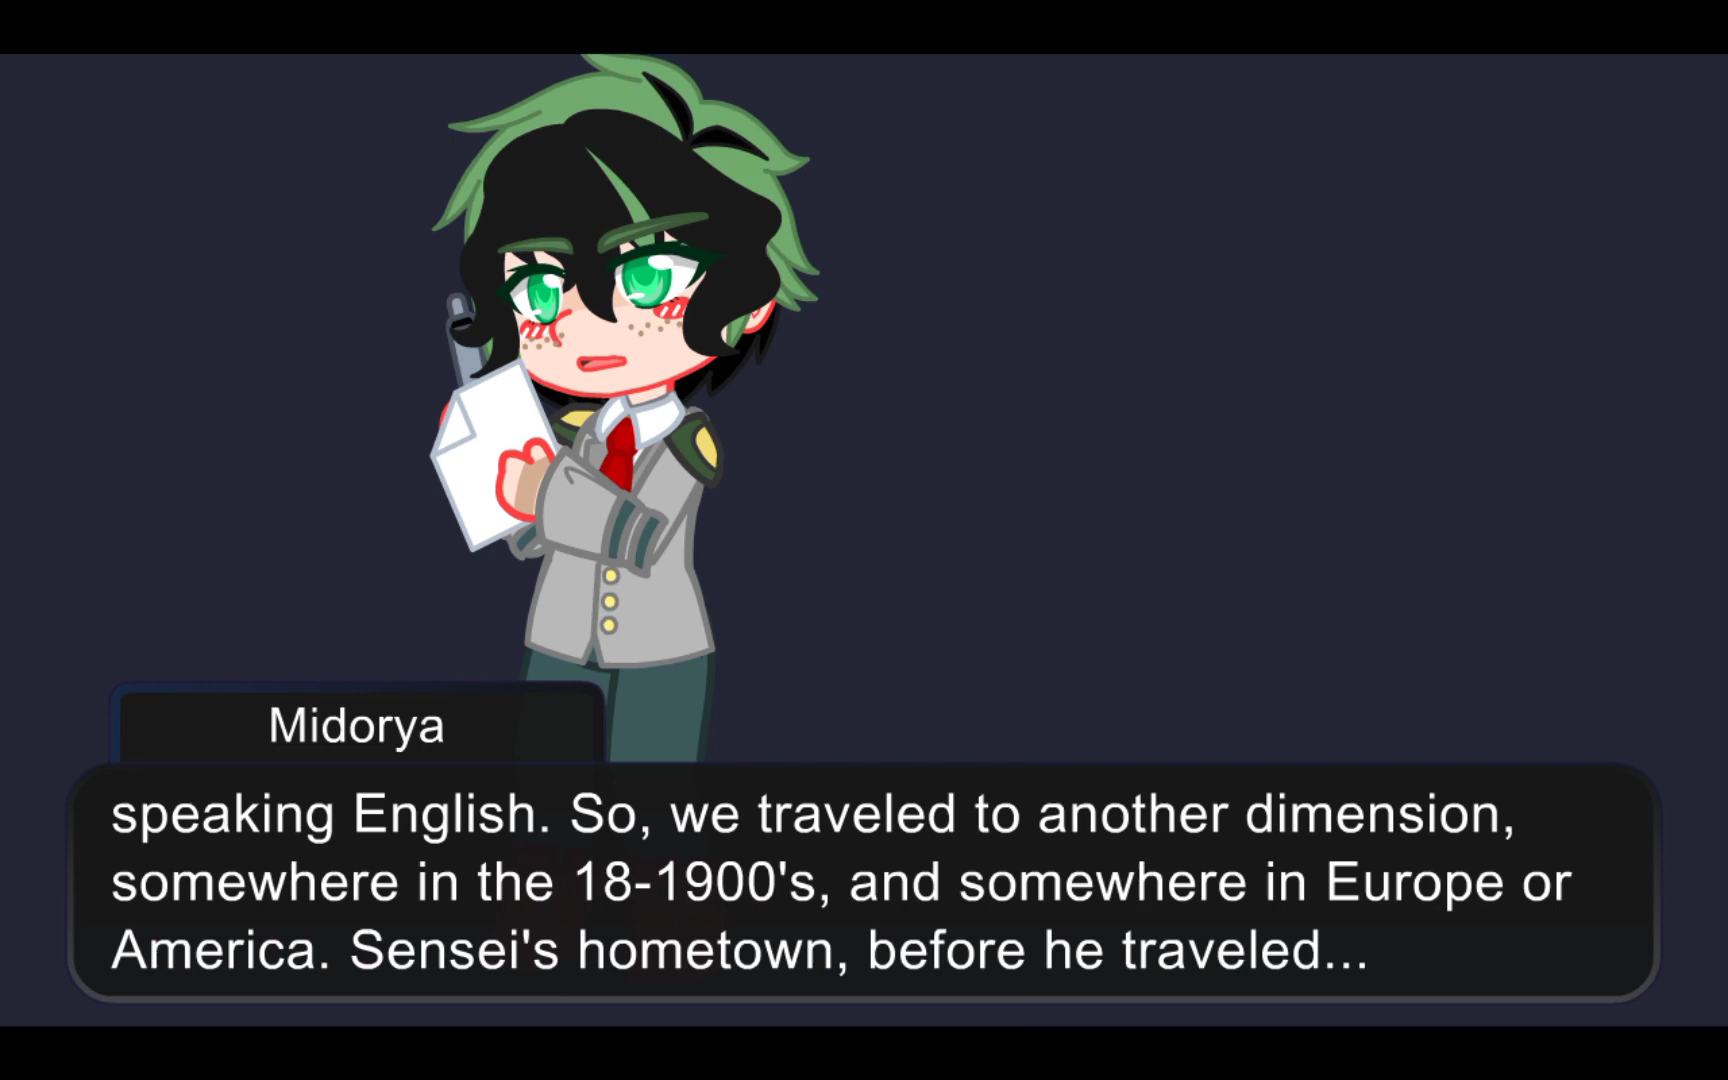 Midorya
speaking English. So, we traveled to another dimension,
somewhere in the 18-1900's, and somewhere in Europe or
America. Sensei's hometown, before he traveled...